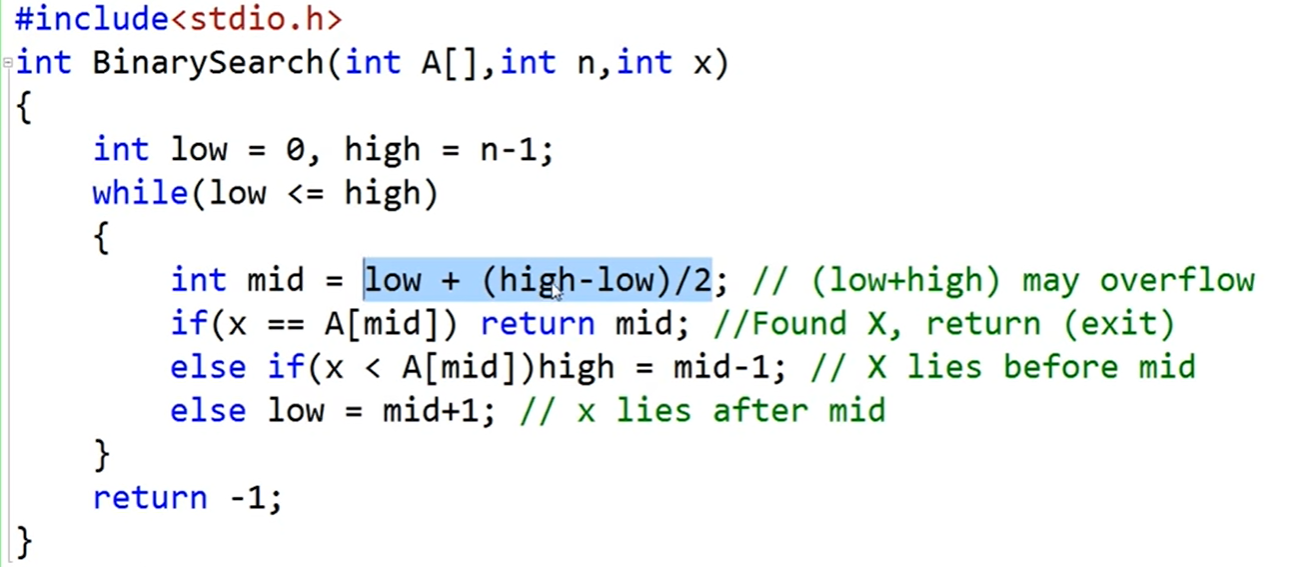 #include<stdio.h>
int BinarySearch(int A[],int n,int x)
{
    int low = 0, high = n-1;
    while(low <= high)
    {
        int mid = low + (high-low)/2; // (low+high) may overflow
        if(x == A[mid]) return mid; //Found X, return (exit)
        else if(x < A[mid])high = mid-1; // X lies before mid
        else low = mid+1; // x lies after mid
    }
    return -1;
}